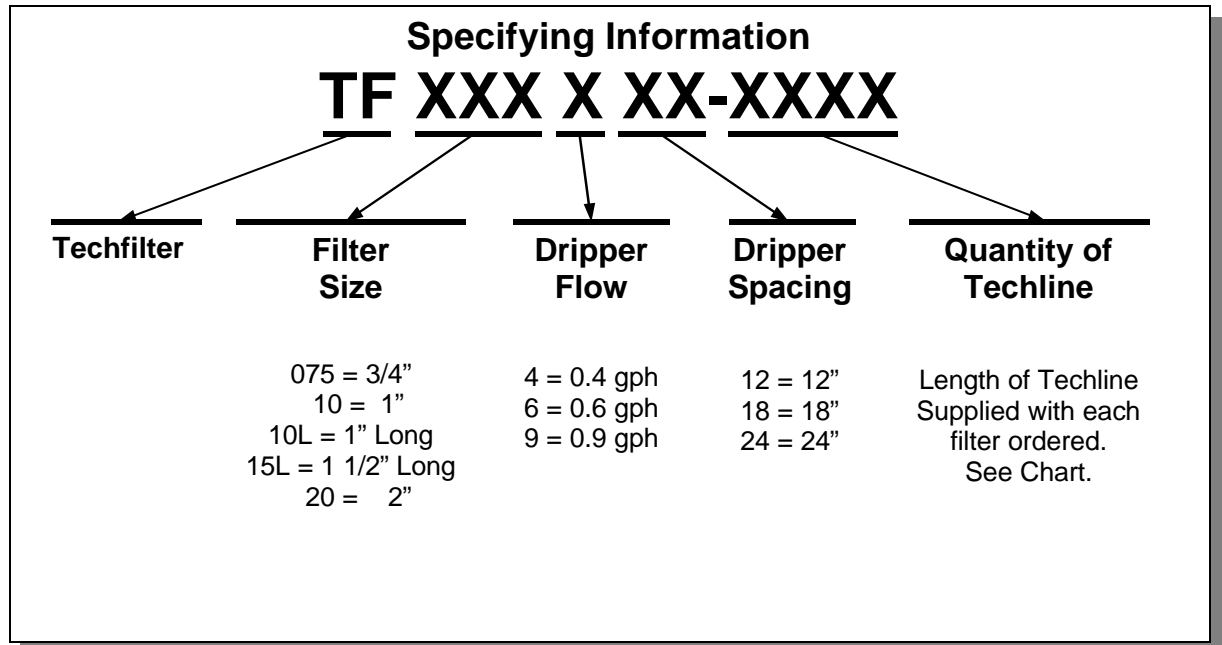 Specifying Information
TF XXX X XX-XXXX
Techfilter
Filter
Size
Dripper
Flow
Dripper
Spacing
Quantity of
Techline
075 = 3/4”
10 = 1”
10L = 1” Long
15L = 1 1/2” Long
20 = 2”
4 = 0.4 gph
6 = 0.6 gph
9 = 0.9 gph
12 = 12”
18 = 18”
24 = 24”
Length of Techline
Supplied with each
filter ordered.
See Chart.